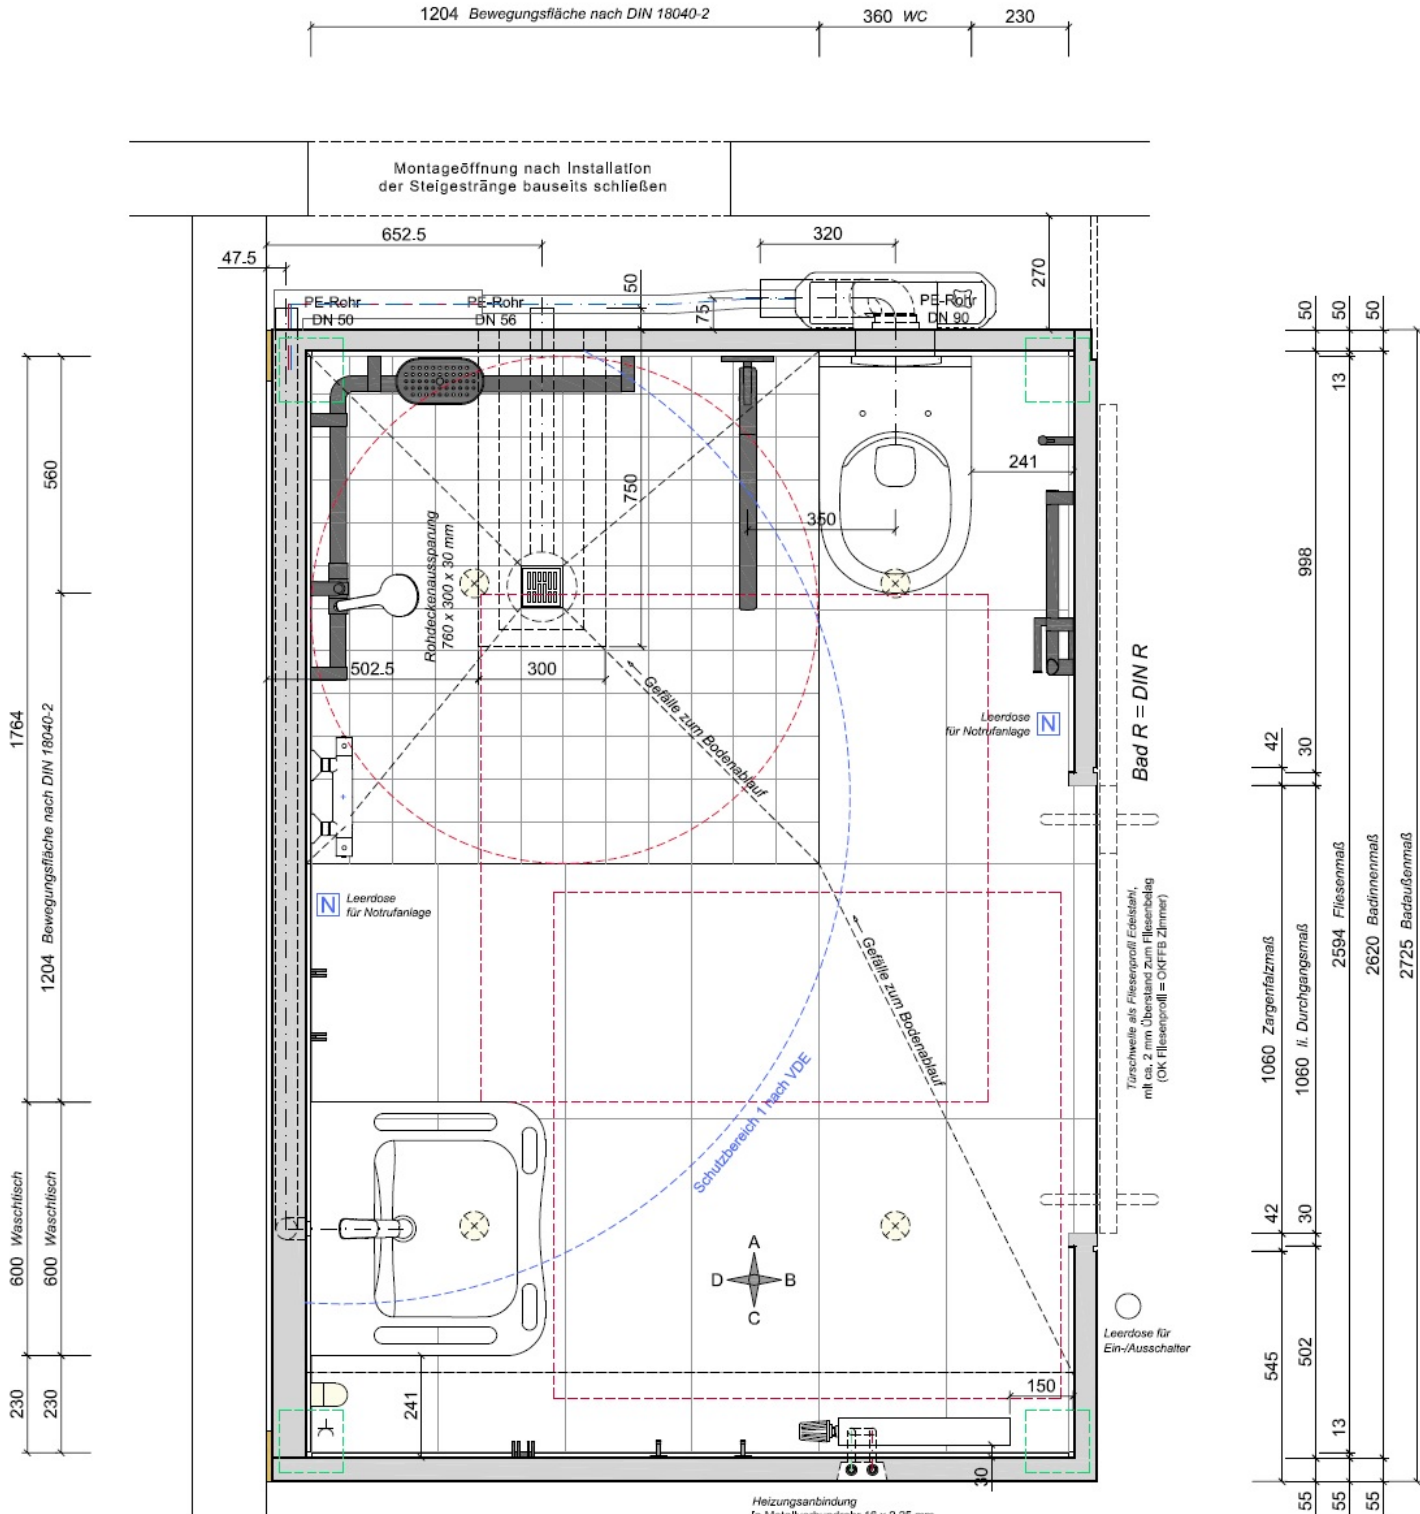 1204 Bewegungsfläche nach DIN 18040-2
360 WC
230
Montageöffnung nach Installation
der Steigestränge bauseits schließen
652.5
47.5
320
270
50
75
PE-Rohr
DN 50
PE-Rohr
DN 56
PE-Rohr
DN 90
50
50
50
13
560
1764
1204 Bewegungsfläche nach DIN 18040-2
600 Waschtisch
600 Waschtisch
230
230
Rohdeckenaussparung
760 x 300 x 30 mm
750
350
241
502.5
300
Gefälle zum Bodenablauf
Leerdose
für Notrufanlage
N
Bad R = DIN R
998
42
30
N
Leerdose
für Notrufanlage
Gefälle zum Bodenablauf
Schutzbereich 1 nach VDE
Türschwelle als Fliesenprofil Edelstahl,
mit ca. 2 mm Überstand zum Fliesenbelag
(OK Fliesenprofil = OKFFB Zimmer)
1060 Zargenfalzmaß
1060 li. Durchgangsmaß
2594 Fliesenmaß
2620 Badinnenmaß
2725 Badaußenmaß
42
30
A
D
B
C
Leerdose für
Ein-/Ausschalter
545
502
241
150
13
30
55
55
55
Heizungsanbindung